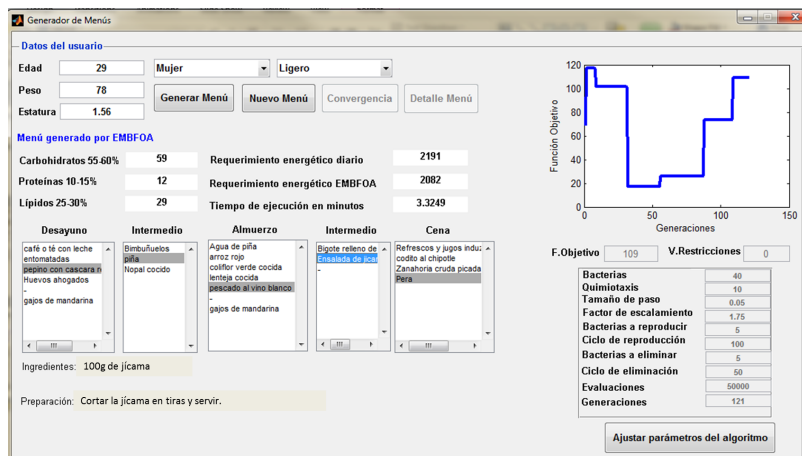 Generador de Menús
Datos del usuario
Edad 29 Mujer Ligero
Peso 78
Estatura 1.56
Generar Menú Nuevo Menú Convergencia Detalle Menú
Menú generado por EMBFOA
Carbohidratos 55-60% 59 Requerimiento energético diario 2191
Proteínas 10-15% 12 Requerimiento energético EMBFOA 2082
Lípidos 25-30% 29 Tiempo de ejecución en minutos 3.3249
Desayuno
café o té con leche
entomatadas
pepino con cascara r
Huevos ahogados
-
gajos de mandarina
Intermedio
Bimbuñuelos
piña
Nopal cocido
Almuerzo
Agua de piña
arroz rojo
coliflor verde cocida
lenteja cocida
pescado al vino blanco
-
gajos de mandarina
Intermedio
Bigote relleno de
Ensalada de jicar
-
Cena
Refrescos y jugos induz
codito al chipotle
Zanahoria cruda picada
Pera
Ingredientes: 100g de jícama
Preparación: Cortar la jícama en tiras y servir.
Función Objetivo
120
100
80
60
40
20
0
0 50 100 150
Generaciones
F.Objetivo 109 V.Restricciones 0
Bacterias 40
Quimiotaxis 10
Tamaño de paso 0.05
Factor de escalamiento 1.75
Bacterias a reproducir 5
Ciclo de reproducción 100
Bacterias a eliminar 5
Ciclo de eliminación 50
Evaluaciones 50000
Generaciones 121
Ajustar parámetros del algoritmo